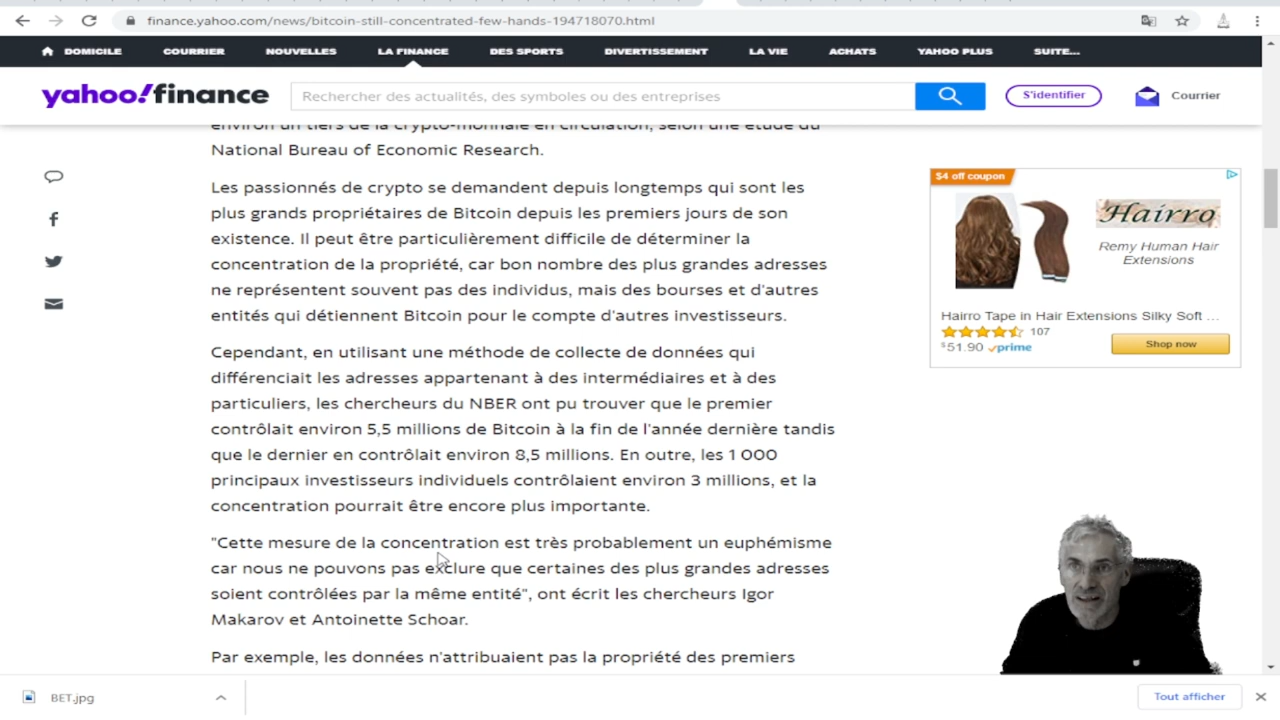 finance.yahoo.com/news/bitcoin-still-concentrated-few-hands-194718070.html
DOMICILE COURRIER NOUVELLES LA FINANCE DES SPORTS DIVERTISSEMENT LA VIE ACHATS YAHOO PLUS SUITE...
yahoo!finance
Rechercher des actualités, des symboles ou des entreprises
S'identifier
Courrier
environ un tiers de la crypto-monnaie en circulation, selon une étude du
National Bureau of Economic Research.
Les passionnés de crypto se demandent depuis longtemps qui sont les
plus grands propriétaires de Bitcoin depuis les premiers jours de son
existence. Il peut être particulièrement difficile de déterminer la
concentration de la propriété, car bon nombre des plus grandes adresses
ne représentent souvent pas des individus, mais des bourses et d'autres
entités qui détiennent Bitcoin pour le compte d'autres investisseurs.
Cependant, en utilisant une méthode de collecte de données qui
différenciait les adresses appartenant à des intermédiaires et à des
particuliers, les chercheurs du NBER ont pu trouver que le premier
contrôlait environ 5,5 millions de Bitcoin à la fin de l'année dernière tandis
que le dernier en contrôlait environ 8,5 millions. En outre, les 1 000
principaux investisseurs individuels contrôlaient environ 3 millions, et la
concentration pourrait être encore plus importante.
"Cette mesure de la concentration est très probablement un euphémisme
car nous ne pouvons pas exclure que certaines des plus grandes adresses
soient contrôlées par la même entité", ont écrit les chercheurs Igor
Makarov et Antoinette Schoar.
Par exemple, les données n'attribuaient pas la propriété des premiers
$4 off coupon
Hairro
Remy Human Hair
Extensions
Hairro Tape in Hair Extensions Silky Soft ...
107
$51.90 prime
Shop now
BET.jpg
Tout afficher